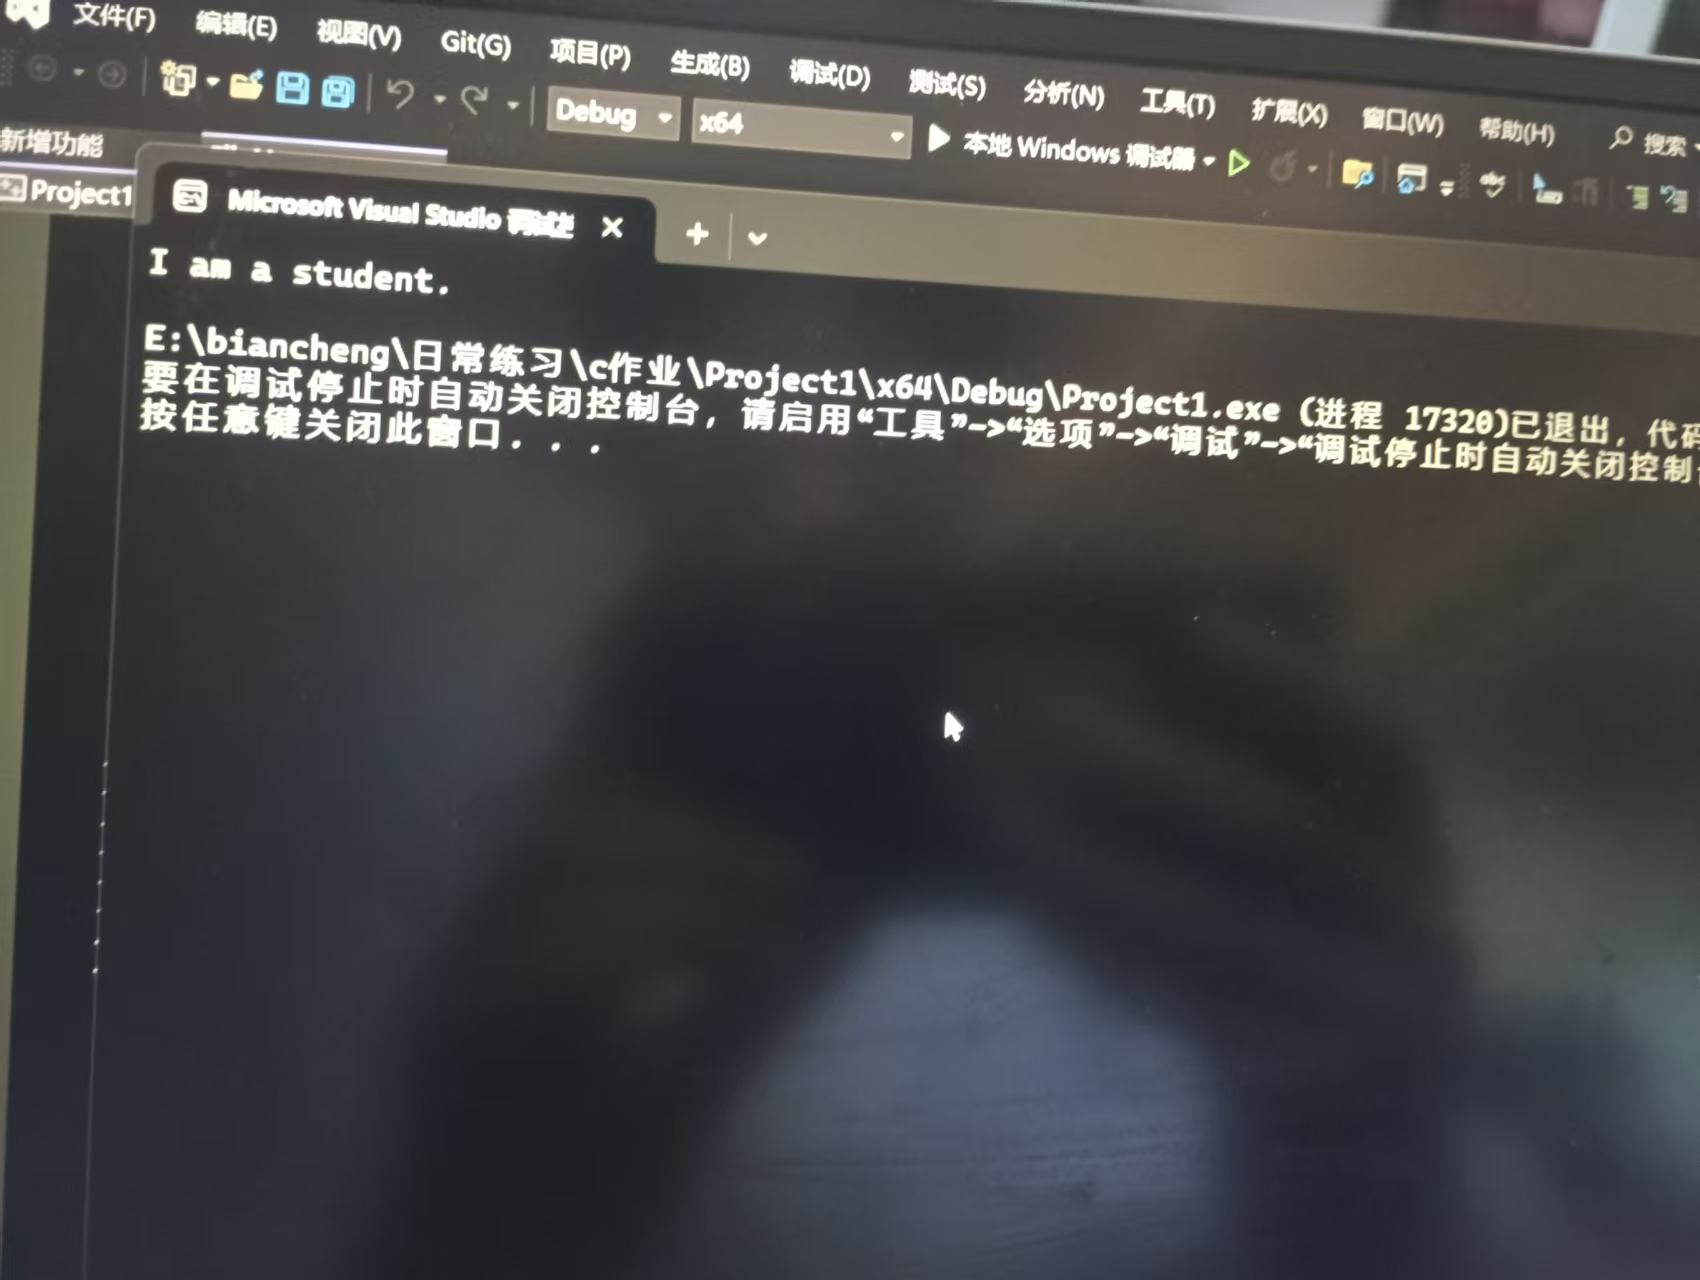 文件(F) 编辑(E) 视图(V) Git(G) 项目(P) 生成(B) 调试(D) 测试(S) 分析(N) 工具(T) 扩展(X) 窗口(W) 帮助(H) 搜索
Debug x64 本地 Windows 调试器
新增功能
Project1
Microsoft Visual Studio 调试
I am a student.
E:\biancheng\日常练习\c作业\Project1\x64\Debug\Project1.exe (进程 17320)已退出，代码
要在调试停止时自动关闭控制台，请启用“工具”->“选项”->“调试”->“调试停止时自动关闭控制
按任意键关闭此窗口. . .